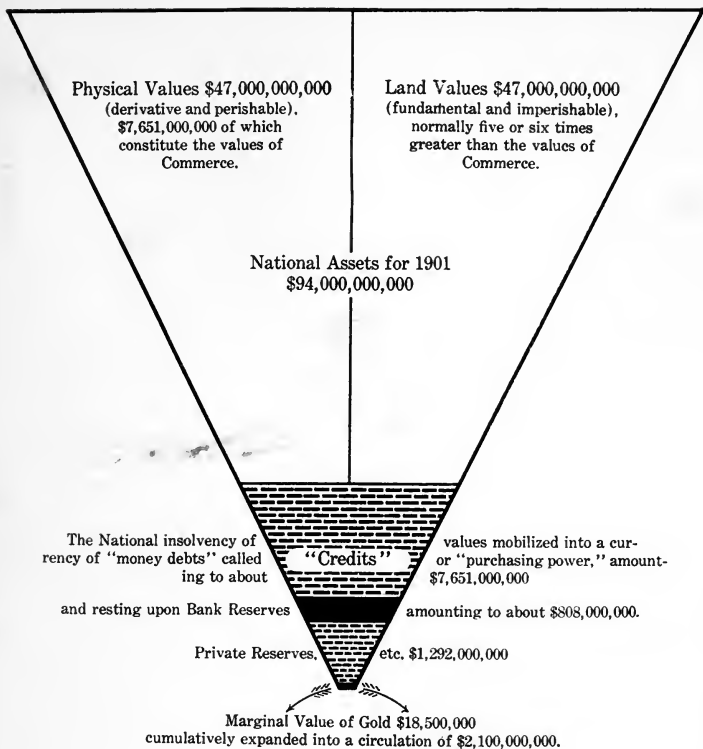 Physical Values $47,000,000,000
(derivative and perishable).
$7,651,000,000 of which
constitute the values of
Commerce.
Land Values $47,000,000,000
(fundamental and imperishable),
normally five or six times
greater than the values of
Commerce.
National Assets for 1901
$94,000,000,000
The National insolvency of values mobilized into a cur-
rency of "money debts" called "Credits" or "purchasing power," amount-
ing to about $7,651,000,000
and resting upon Bank Reserves amounting to about $808,000,000.
Private Reserves, etc. $1,292,000,000
Marginal Value of Gold $18,500,000
cumulatively expanded into a circulation of $2,100,000,000.